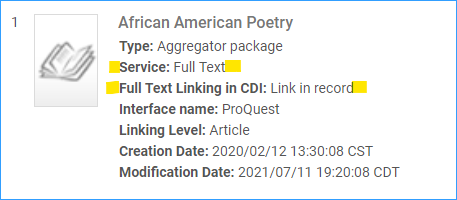 1
African American Poetry
Type: Aggregator package
Service: Full Text
Full Text Linking in CDI: Link in record
Interface name: ProQuest
Linking Level: Article
Creation Date: 2020/02/12 13:30:08 CST
Modification Date: 2021/07/11 19:20:08 CDT